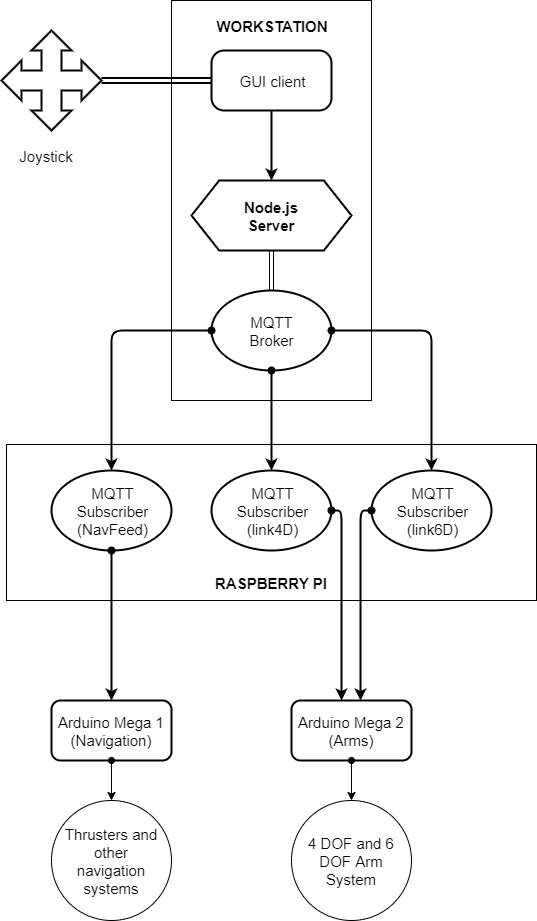 WORKSTATION
GUI client
Joystick
Node.js
Server
MQTT
Broker
MQTT
Subscriber
(NavFeed)
MQTT
Subscriber
(link4D)
MQTT
Subscriber
(link6D)
RASPBERRY PI
Arduino Mega 1
(Navigation)
Arduino Mega 2
(Arms)
Thrusters and
other
navigation
systems
4 DOF and 6
DOF Arm
System